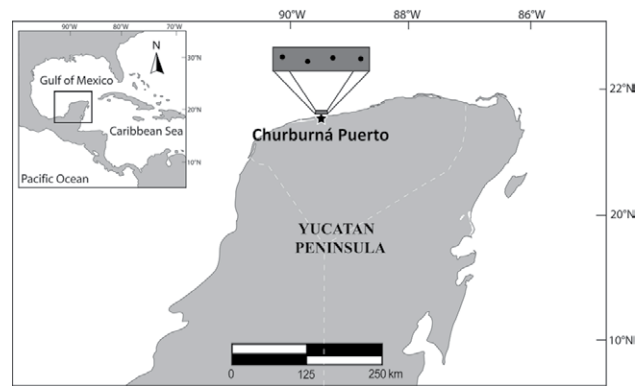 90°W
88°W
86°W
90°W
80°W
70°W
N
30°N
Gulf of Mexico
20°N
Caribbean Sea
10°N
Pacific Ocean
22°N
Churburná Puerto
20°N
YUCATAN
PENINSULA
10°N
0
125
250 km